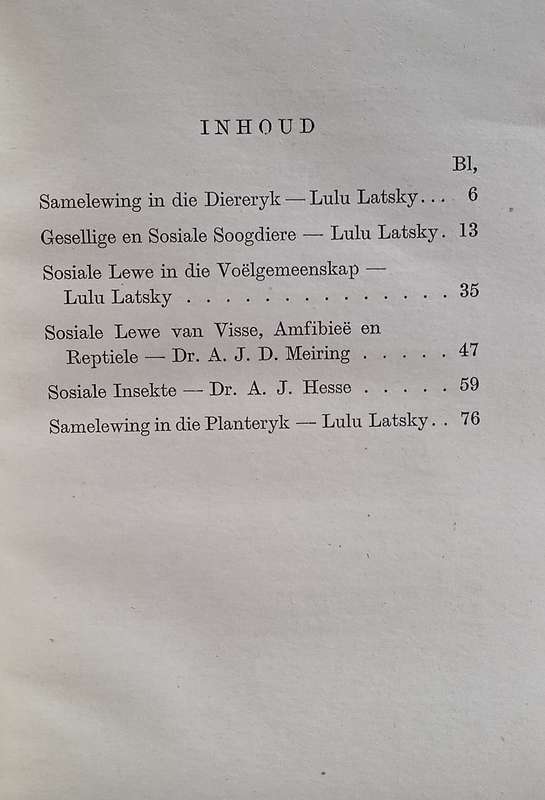 INHOUD
Bl,
Samelewing in die Diereryk — Lulu Latsky... 6
Gesellige en Sosiale Soogdiere — Lulu Latsky. 13
Sosiale Lewe in die Voëlgemeenskap —
Lulu Latsky . . . . . . . . . . . . . . 35
Sosiale Lewe van Visse, Amfibieë en
Reptiele — Dr. A. J. D. Meiring . . . . . 47
Sosiale Insekte — Dr. A. J. Hesse . . . . . 59
Samelewing in die Planteryk — Lulu Latsky. . 76